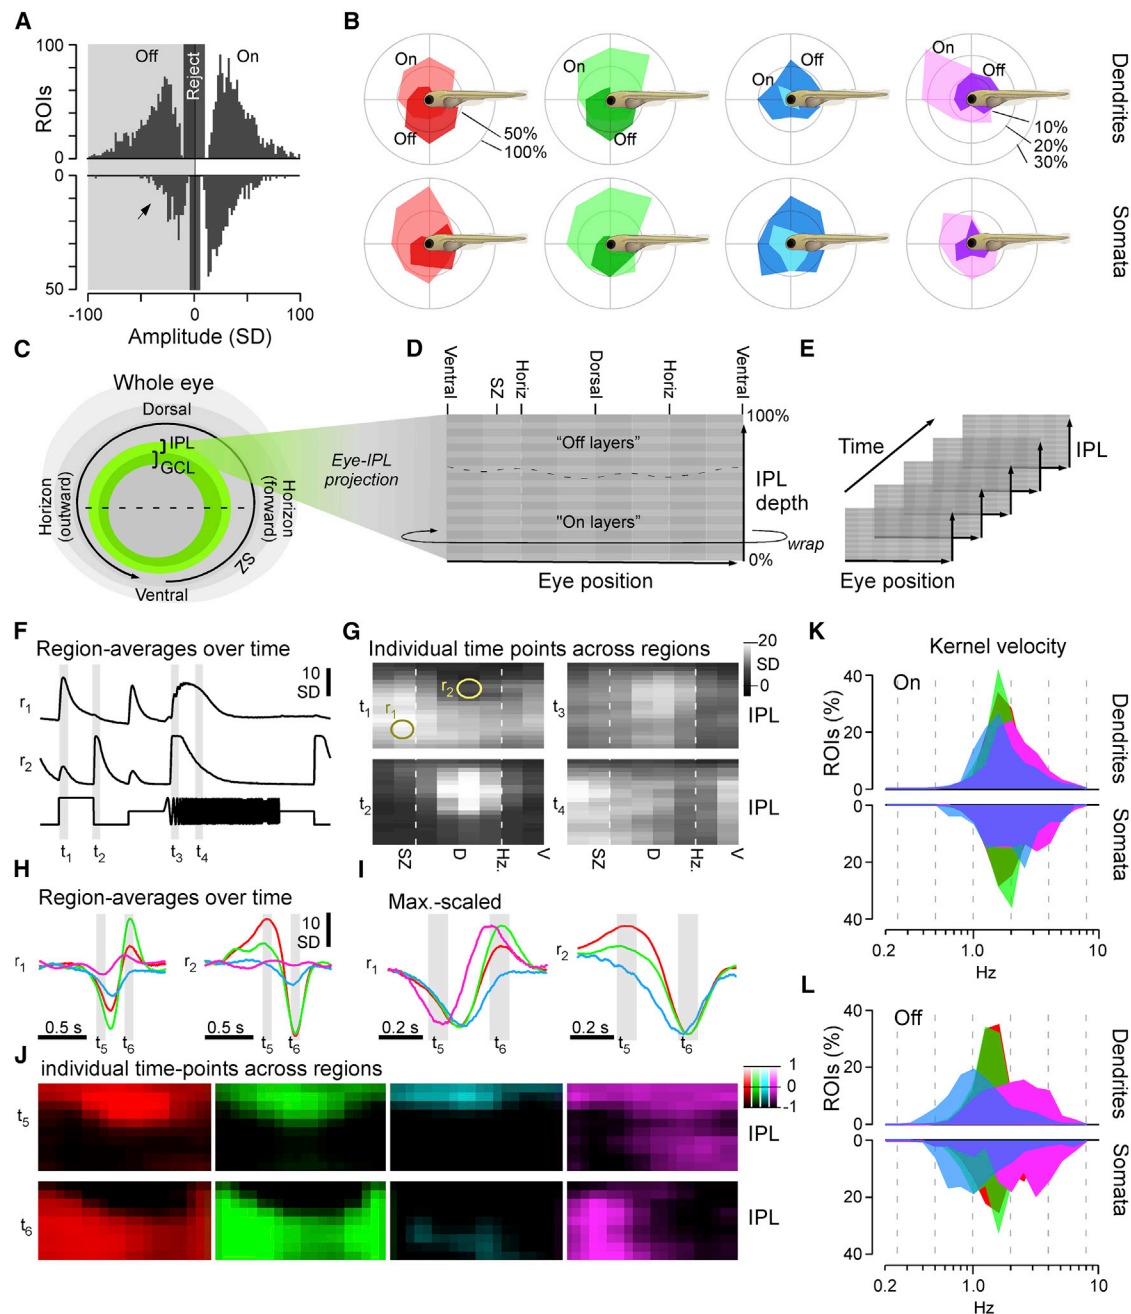 A
100
50
0
ROIs
Off
Reject
On
0
50
-100
0
100
Amplitude (SD)
B
On
Off
50%
100%
On
Off
On
Off
On
Off
10%
20%
30%
Dendrites
Somata
C
Whole eye
Dorsal
IPL
GCL
Horizon
(outward)
Horizon
(forward)
SZ
Ventral
Eye-IPL
projection
D
Ventral
SZ
Horiz
Dorsal
Horiz
Ventral
100%
"Off layers"
IPL
depth
"On layers"
wrap
0%
Eye position
E
Time
IPL
Eye position
F
Region-averages over time
10
SD
r1
r2
t1
t2
t3
t4
G
Individual time points across regions
20
SD
0
r2
r1
t1
t3
IPL
t2
t4
IPL
SZ
D
Hz.
V
SZ
D
Hz.
V
H
Region-averages over time
10
SD
r1
r2
0.5 s
t5
t6
0.5 s
t5
t6
I
Max.-scaled
r1
r2
0.2 s
t5
t6
0.2 s
t5
t6
J
individual time-points across regions
1
0
-1
t5
IPL
t6
IPL
K
Kernel velocity
On
40
20
0
ROIs (%)
20
40
Dendrites
Somata
0.2
1.0
10
Hz
L
Off
40
20
0
ROIs (%)
20
40
Dendrites
Somata
0.2
1.0
10
Hz